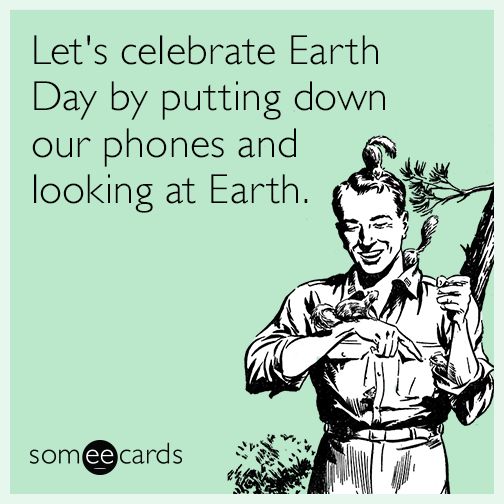 Let's celebrate Earth
Day by putting down
our phones and
looking at Earth.
someecards